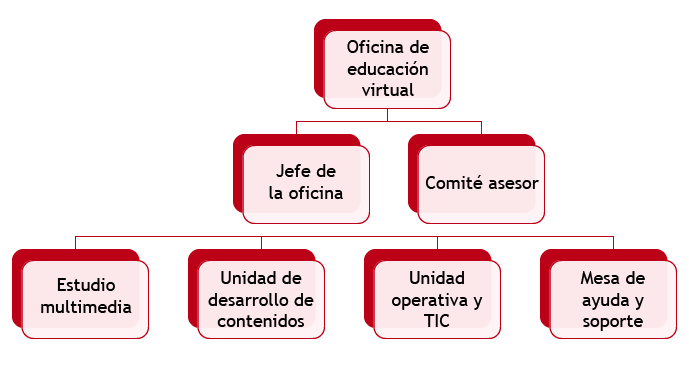 Oficina de
educación
virtual
Jefe de
la oficina
Comité asesor
Estudio
multimedia
Unidad de
desarrollo de
contenidos
Unidad
operativa y
TIC
Mesa de
ayuda y
soporte